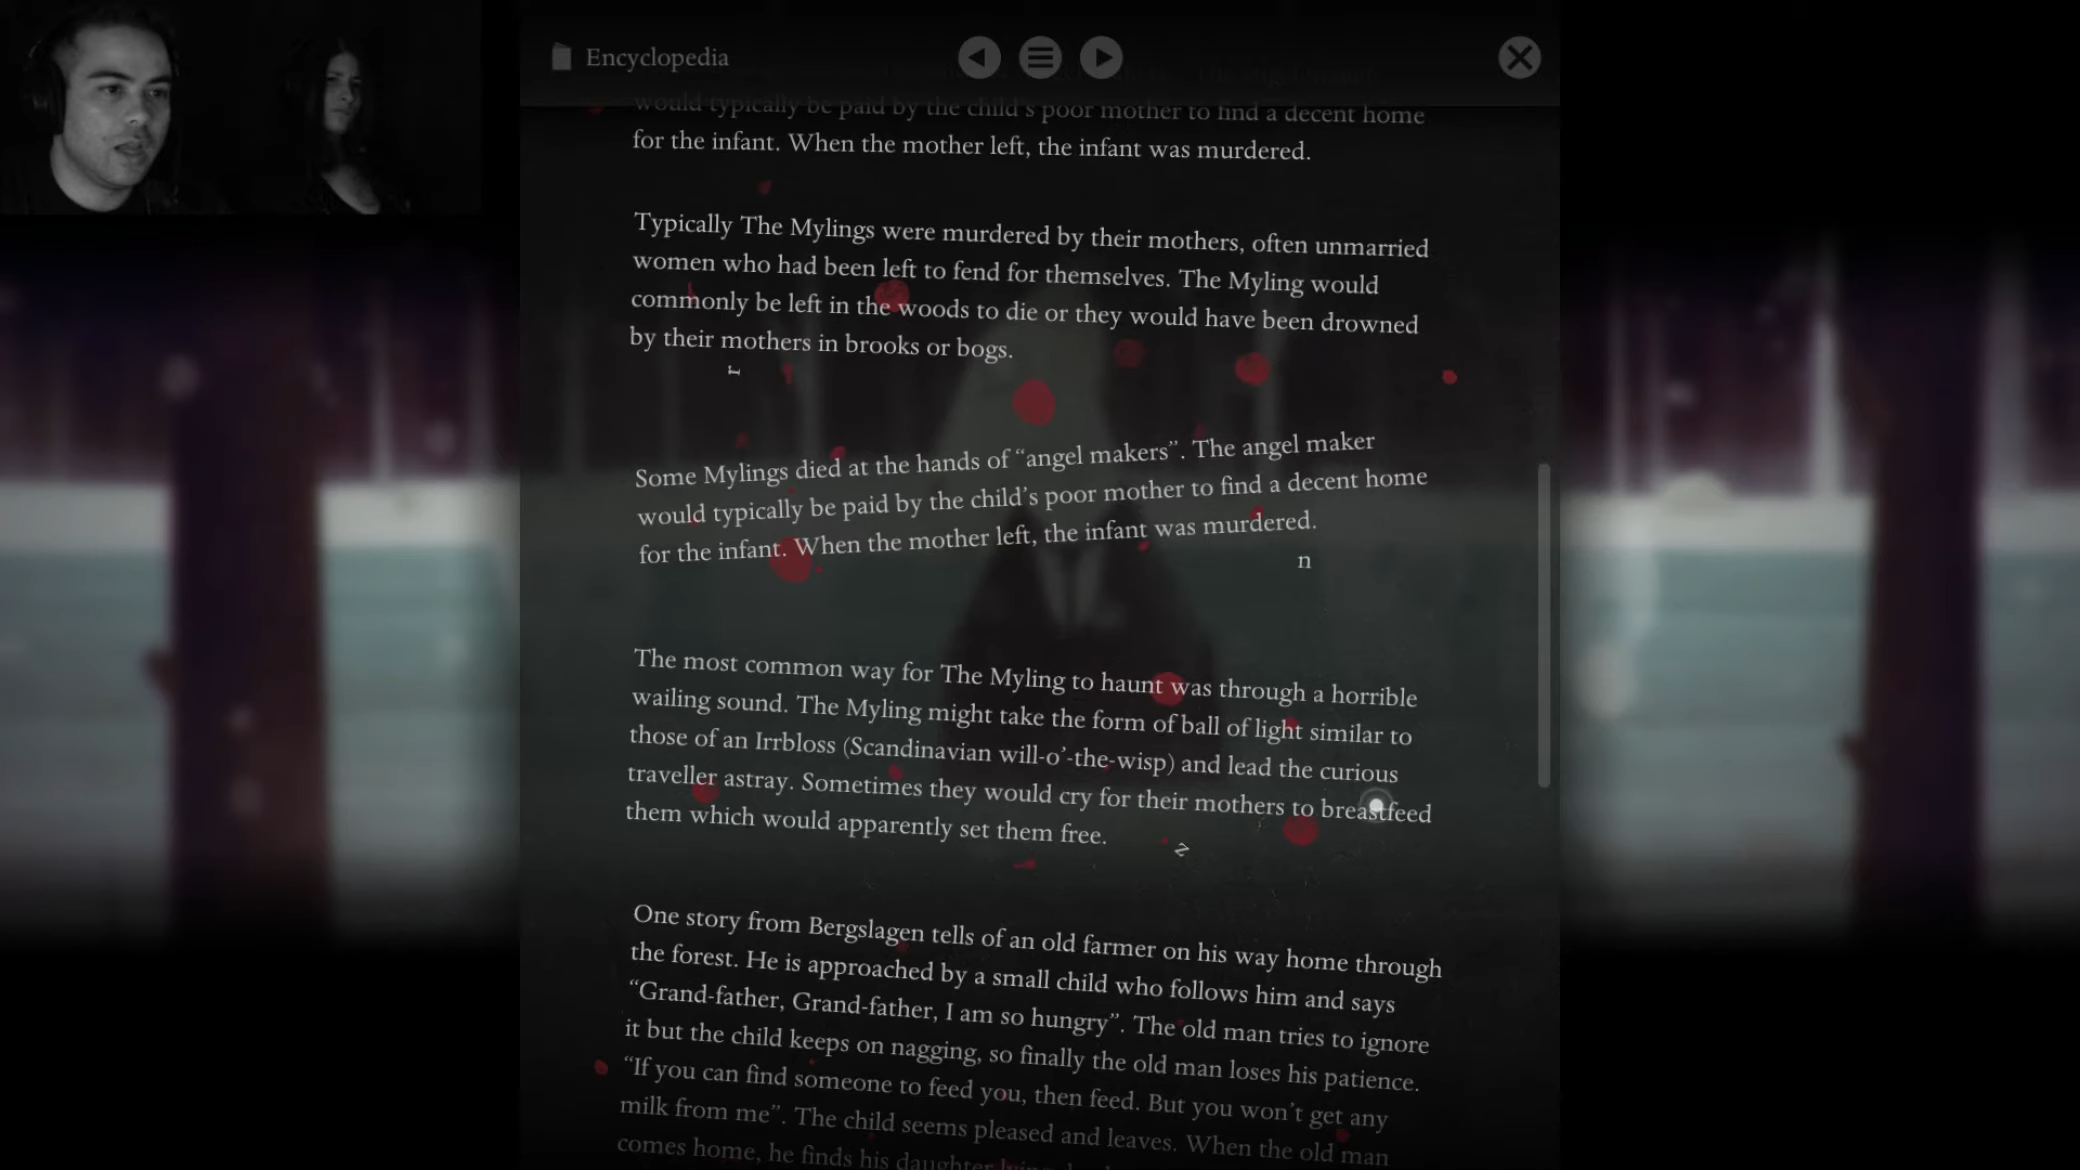 Encyclopedia
would typically be paid by the child's poor mother to find a decent home
for the infant. When the mother left, the infant was murdered.
Typically The Mylings were murdered by their mothers, often unmarried
women who had been left to fend for themselves. The Myling would
commonly be left in the woods to die or they would have been drowned
by their mothers in brooks or bogs.
r
Some Mylings died at the hands of “angel makers”. The angel maker
would typically be paid by the child’s poor mother to find a decent home
for the infant. When the mother left, the infant was murdered.
n
The most common way for The Myling to haunt was through a horrible
wailing sound. The Myling might take the form of ball of light similar to
those of an Irrbloss (Scandinavian will-o’-the-wisp) and lead the curious
traveller astray. Sometimes they would cry for their mothers to breastfeed
them which would apparently set them free.
z
One story from Bergslagen tells of an old farmer on his way home through
the forest. He is approached by a small child who follows him and says
“Grand-father, Grand-father, I am so hungry”. The old man tries to ignore
it but the child keeps on nagging, so finally the old man loses his patience.
“If you can find someone to feed you, then feed. But you won’t get any
milk from me”. The child seems pleased and leaves. When the old man
comes home, he finds his daughter